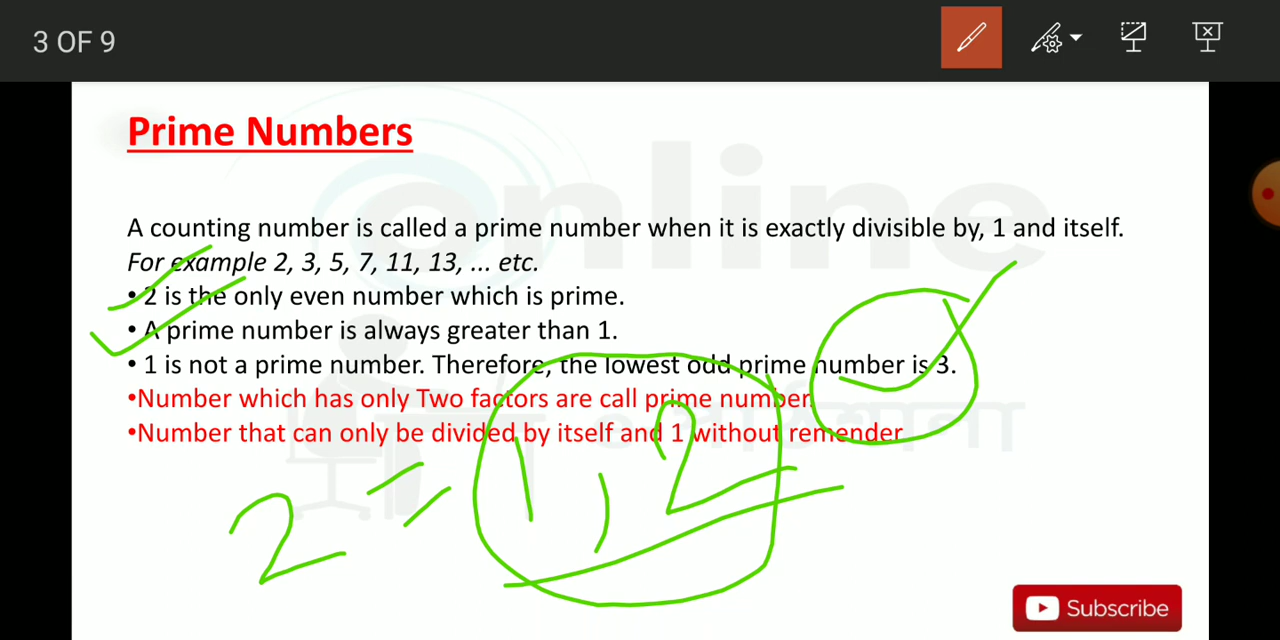 3 OF 9
Prime Numbers
A counting number is called a prime number when it is exactly divisible by, 1 and itself.
For example 2, 3, 5, 7, 11, 13, ... etc.
• 2 is the only even number which is prime.
• A prime number is always greater than 1.
• 1 is not a prime number. Therefore, the lowest odd prime number is 3.
•Number which has only Two factors are call prime number.
•Number that can only be divided by itself and 1 without remender
2 = 1, 2
online
Subscribe